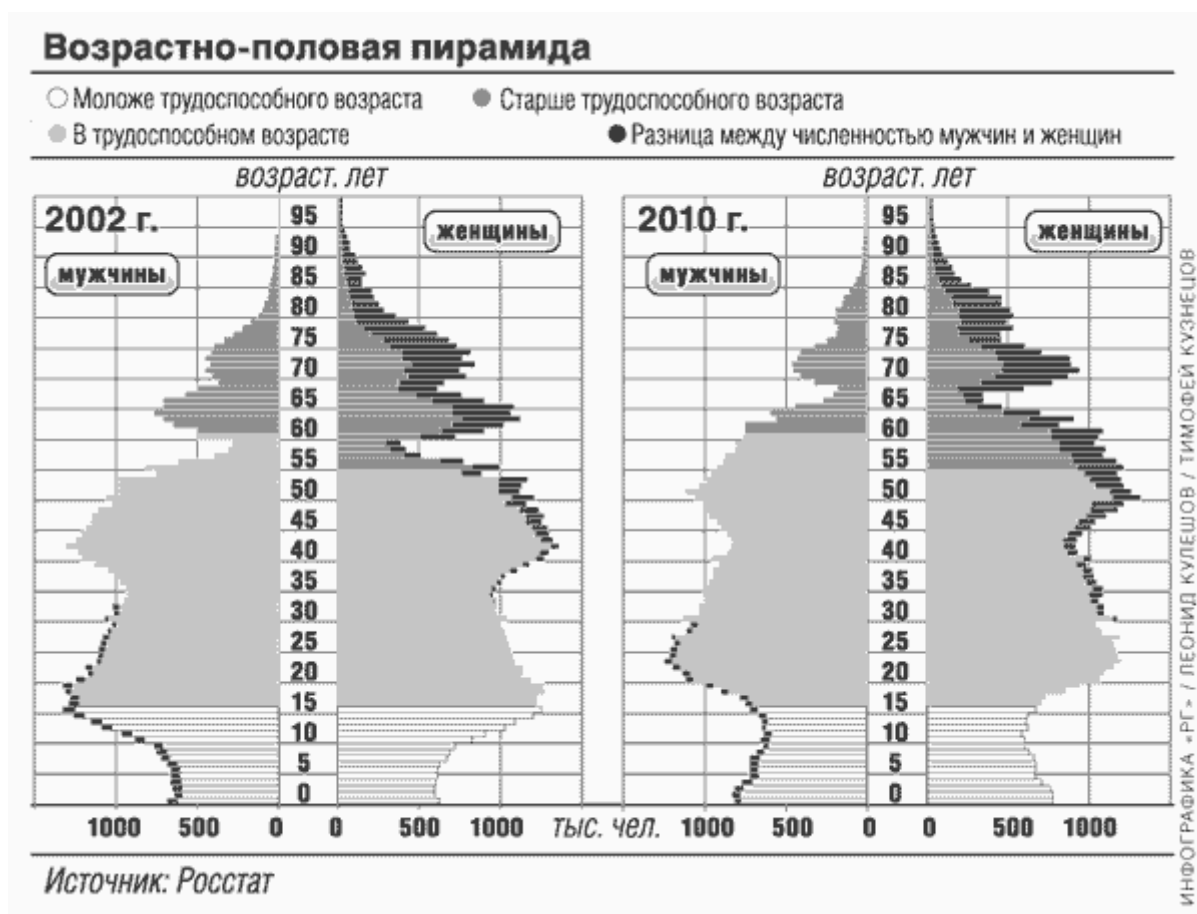 Возрастно-половая пирамида
Моложе трудоспособного возраста
Старше трудоспособного возраста
В трудоспособном возрасте
Разница между численностью мужчин и женщин
возраст. лет
2002 г.
мужчины
женщины
95
90
85
80
75
70
65
60
55
50
45
40
35
30
25
20
15
10
5
0
1000 500 0 0 500 1000
тыс. чел.
возраст. лет
2010 г.
мужчины
женщины
95
90
85
80
75
70
65
60
55
50
45
40
35
30
25
20
15
10
5
0
1000 500 0 0 500 1000
Источник: Росстат
ИНФОГРАФИКА «РГ» / ЛЕОНИД КУЛЕШОВ / ТИМОФЕЙ КУЗНЕЦОВ